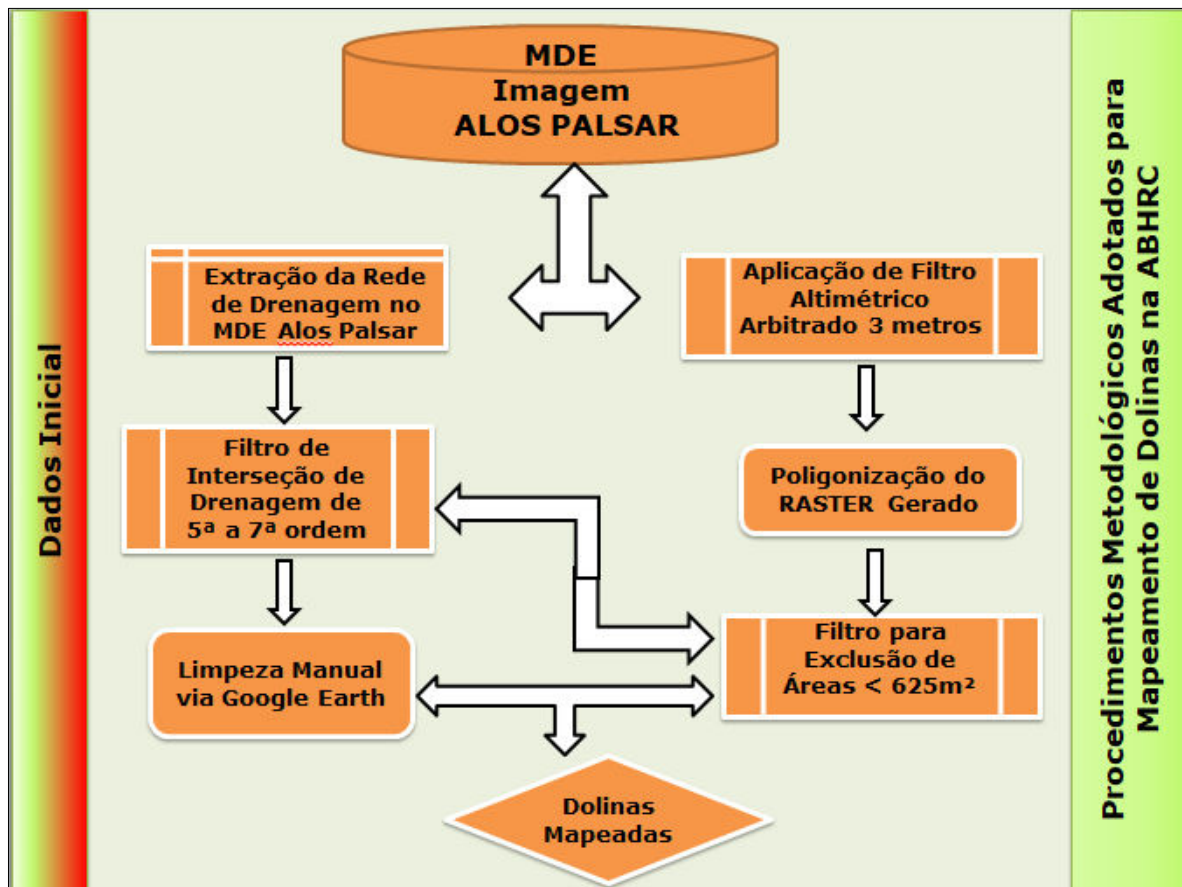 MDE
Imagem
ALOS PALSAR
Extração da Rede
de Drenagem no
MDE Alos Palsar
Aplicação de Filtro
Altimétrico
Arbitrado 3 metros
Filtro de
Interseção de
Drenagem de
5ª a 7ª ordem
Poligonização do
RASTER Gerado
Limpeza Manual
via Google Earth
Filtro para
Exclusão de
Áreas < 625m²
Dolinas
Mapeadas
Dados Inicial
Procedimentos Metodológicos Adotados para
Mapeamento de Dolinas na ABHRC